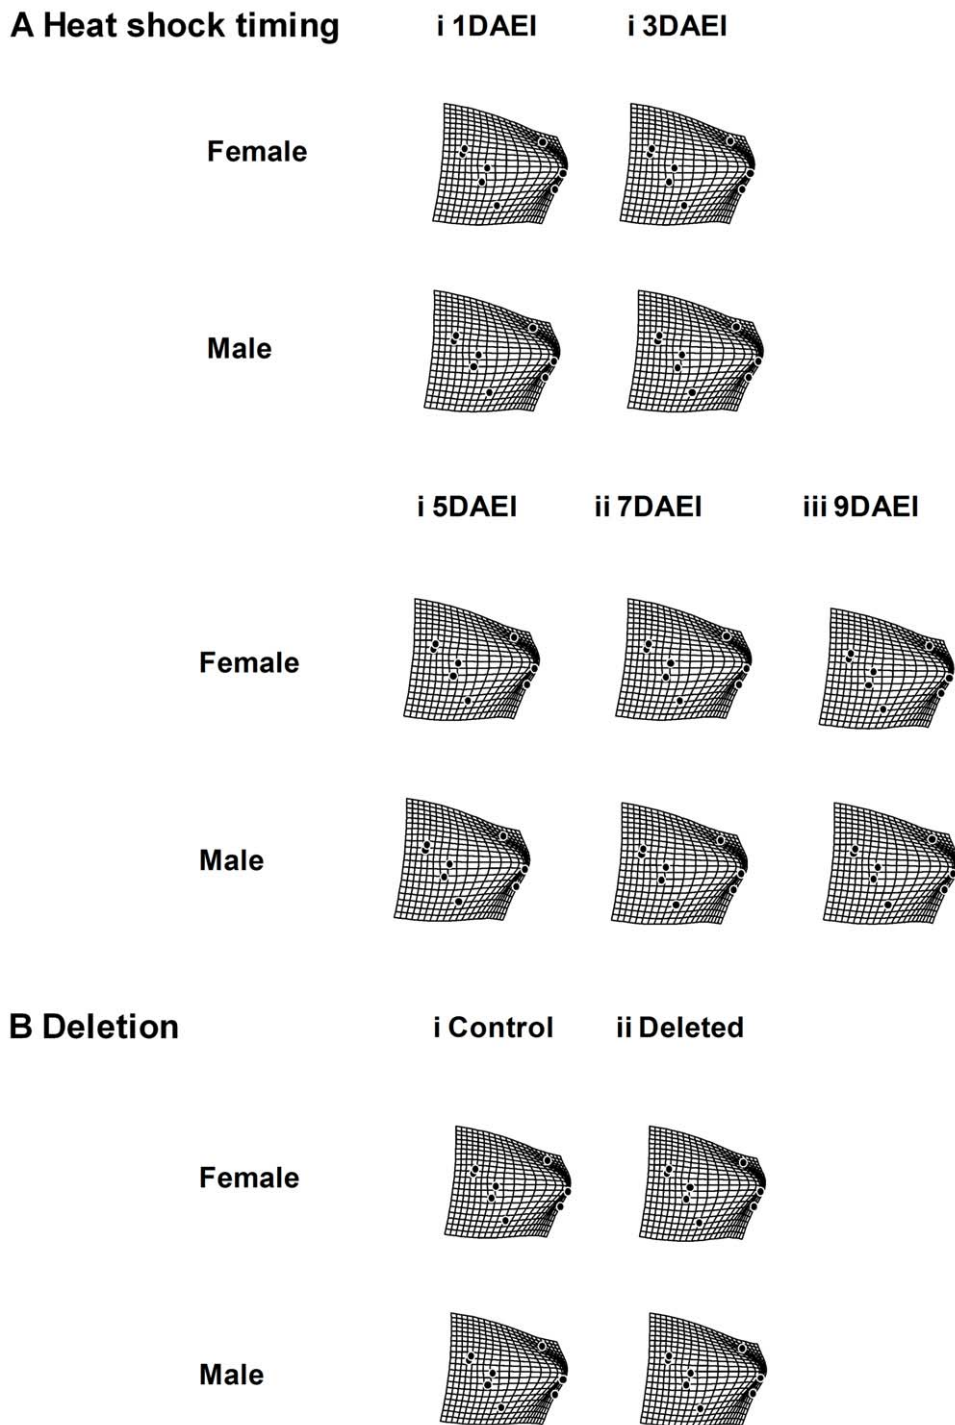 A Heat shock timing i 1DAEI i 3DAEI
Female
Male
i 5DAEI ii 7DAEI iii 9DAEI
Female
Male
B Deletion i Control ii Deleted
Female
Male